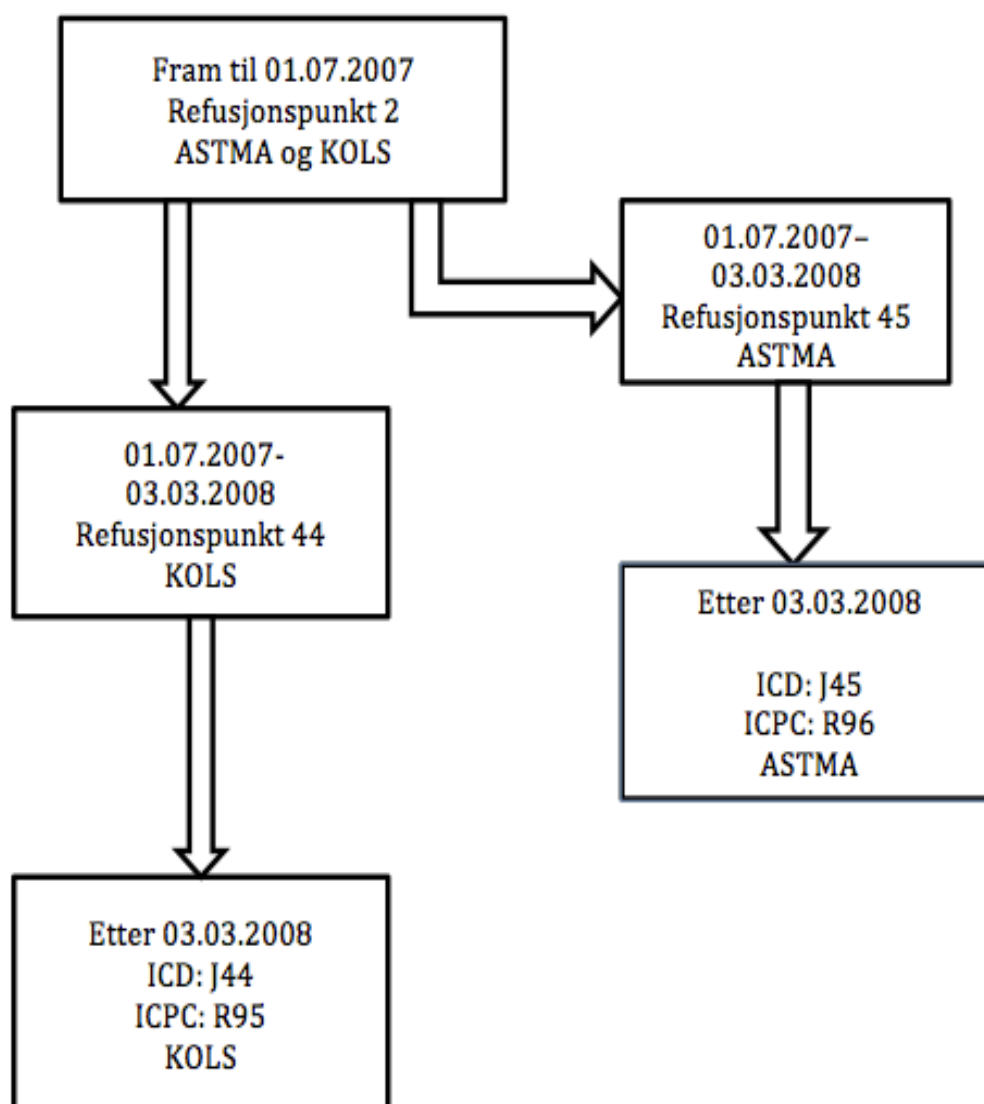 Fram til 01.07.2007
Refusjonspunkt 2
ASTMA og KOLS
01.07.2007–
03.03.2008
Refusjonspunkt 45
ASTMA
01.07.2007-
03.03.2008
Refusjonspunkt 44
KOLS
Etter 03.03.2008
ICD: J45
ICPC: R96
ASTMA
Etter 03.03.2008
ICD: J44
ICPC: R95
KOLS